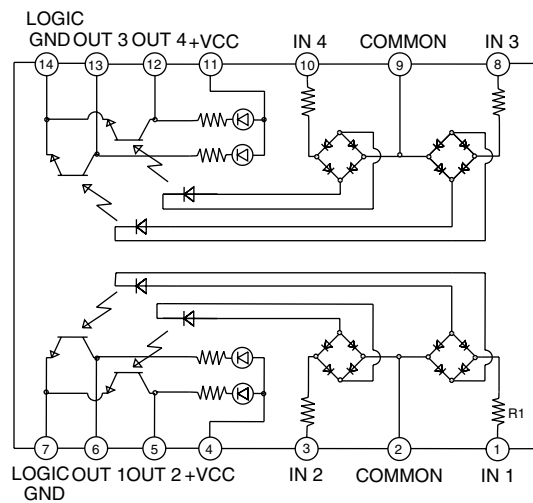 LOGIC
GND OUT 3 OUT 4 +VCC IN 4 COMMON IN 3
14 13 12 11 10 9 8
R1
7 6 5 4 3 2 1
LOGIC OUT 1 OUT 2 +VCC IN 2 COMMON IN 1
GND